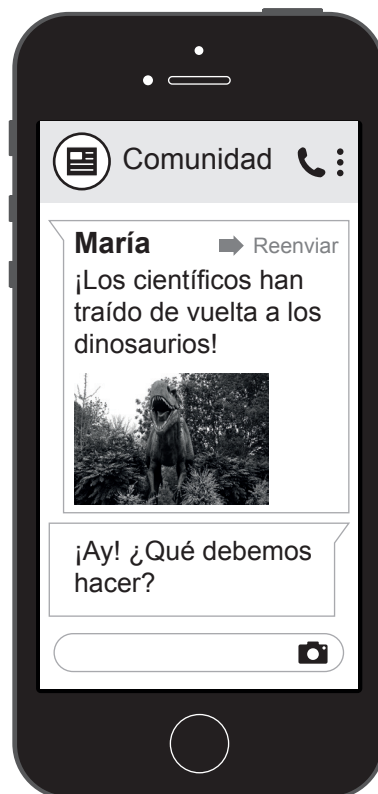 Comunidad
María
Reenviar
¡Los científicos han
traído de vuelta a los
dinosaurios!
¡Ay! ¿Qué debemos
hacer?